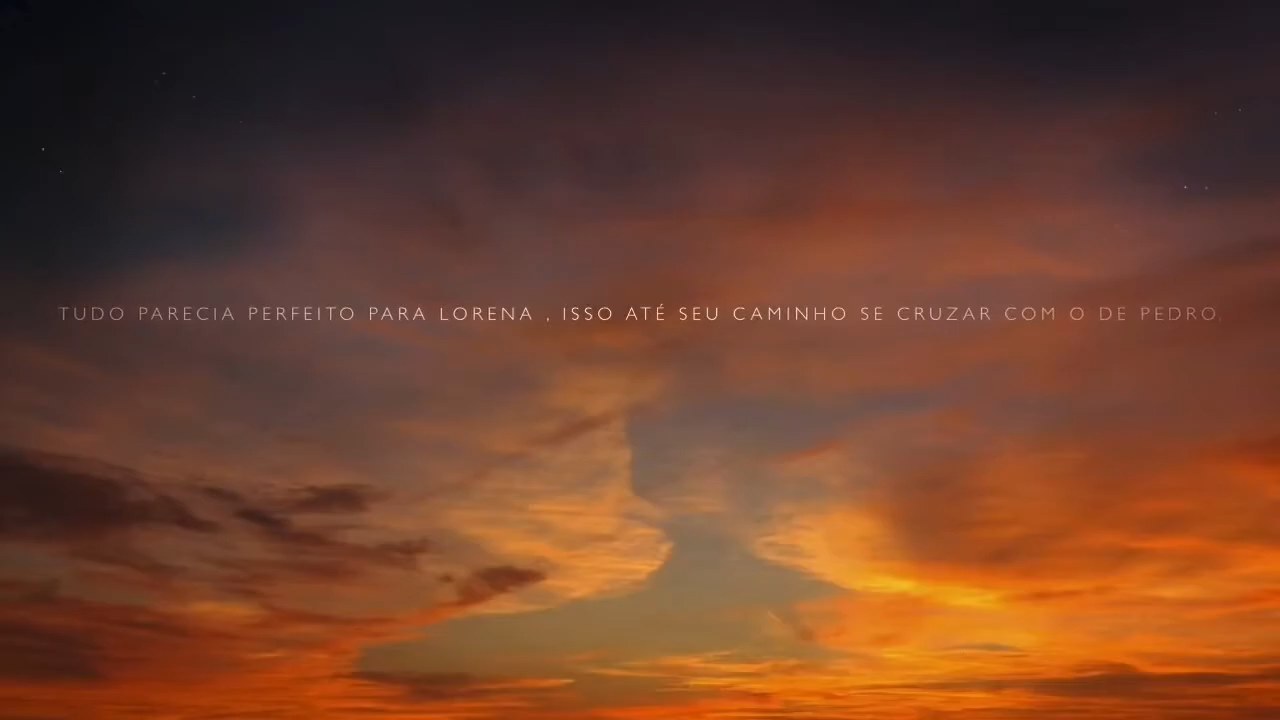 TUDO PARECIA PERFEITO PARA LORENA , ISSO ATÉ SEU CAMINHO SE CRUZAR COM O DE PEDRO,